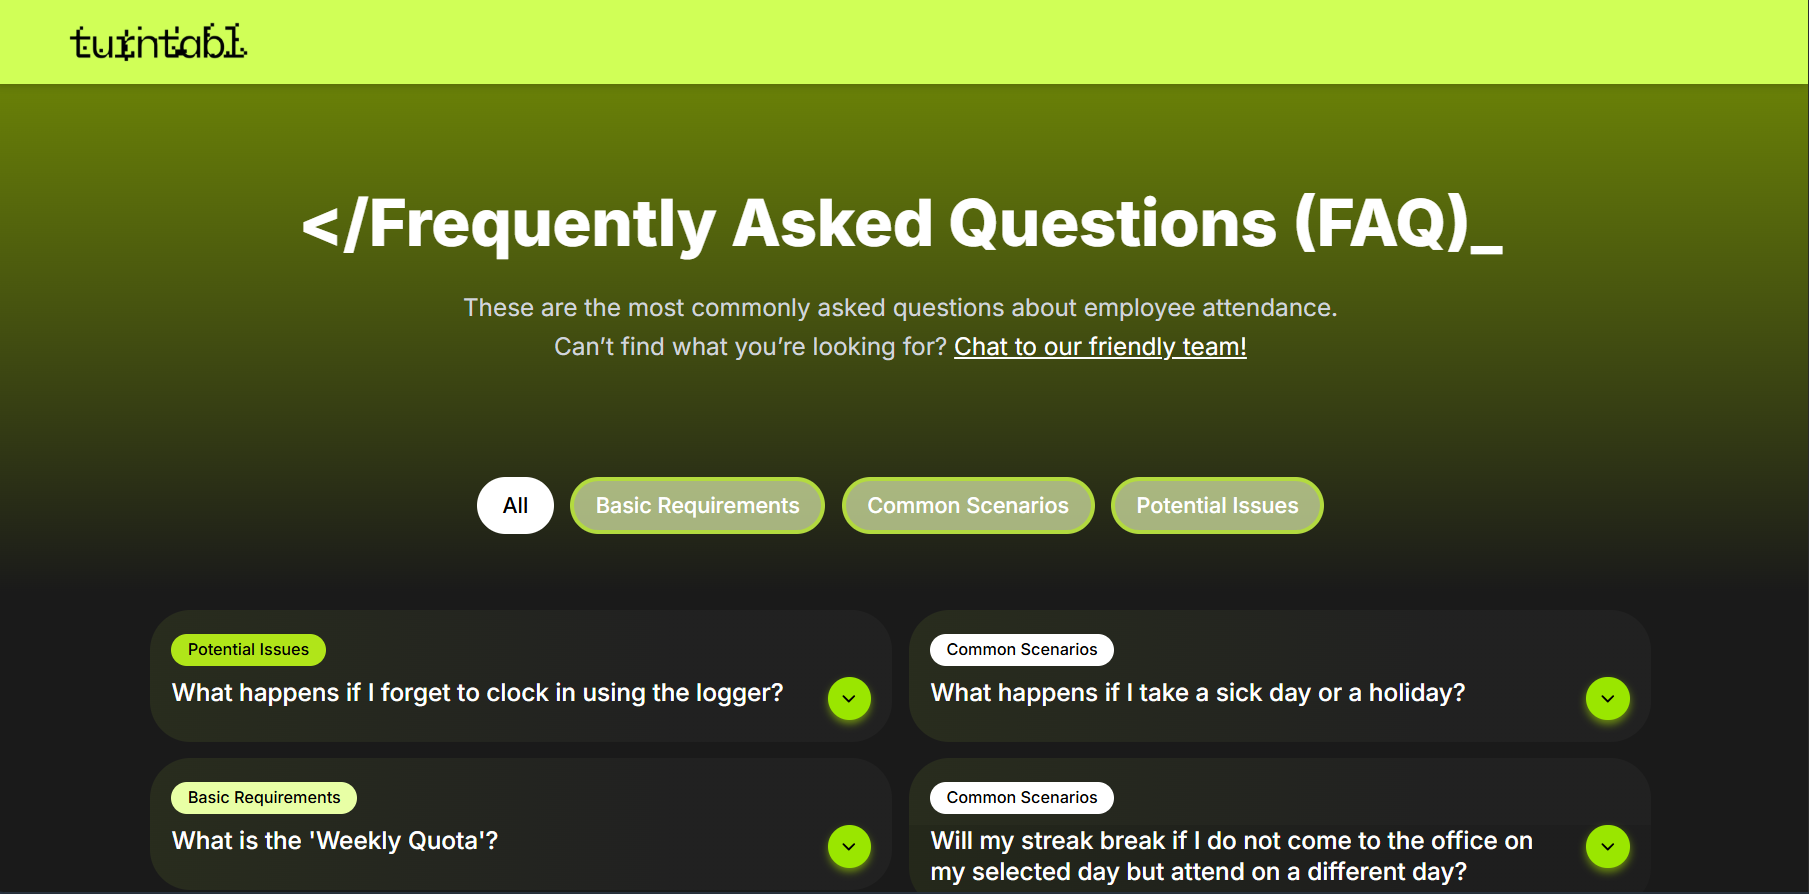 turntabl
</Frequently Asked Questions (FAQ)_
These are the most commonly asked questions about employee attendance.
Can’t find what you’re looking for? Chat to our friendly team!
All
Basic Requirements
Common Scenarios
Potential Issues
Potential Issues
What happens if I forget to clock in using the logger?
Common Scenarios
What happens if I take a sick day or a holiday?
Basic Requirements
What is the 'Weekly Quota'?
Common Scenarios
Will my streak break if I do not come to the office on
my selected day but attend on a different day?